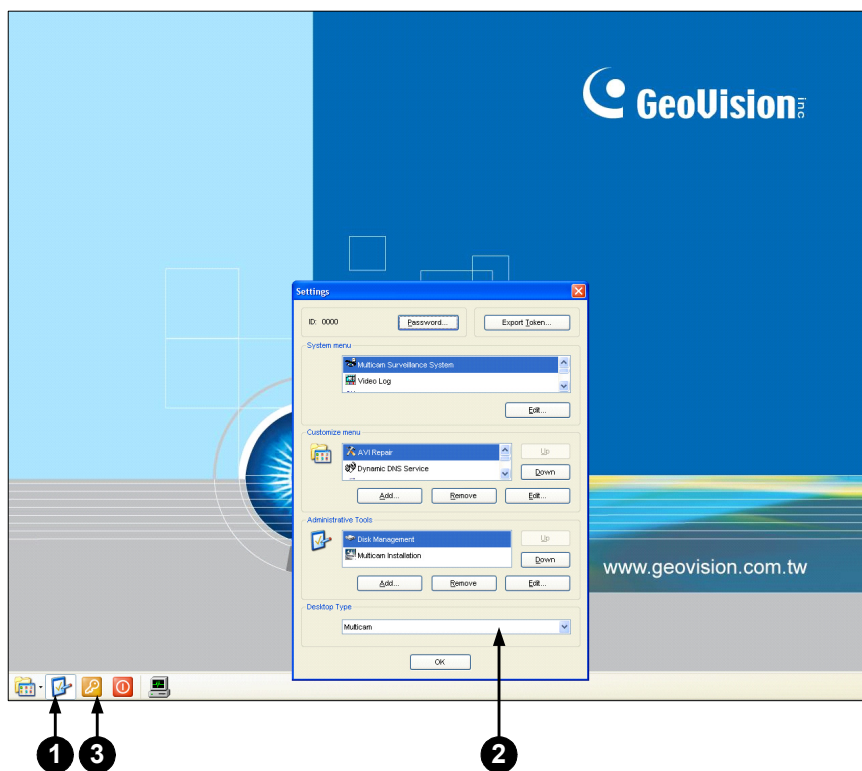 GeoVision inc
Settings
ID: 0000
Password...
Export Token...
System menu
Multicam Surveillance System
Video Log
Edit...
Customize menu
AVI Repair
Up
Dynamic DNS Service
Down
Add...
Remove
Edit...
Administrative Tools
Disk Management
Up
Multicam Installation
Down
Add...
Remove
Edit...
www.geovision.com.tw
Desktop Type
Multicam
OK
1
3
2